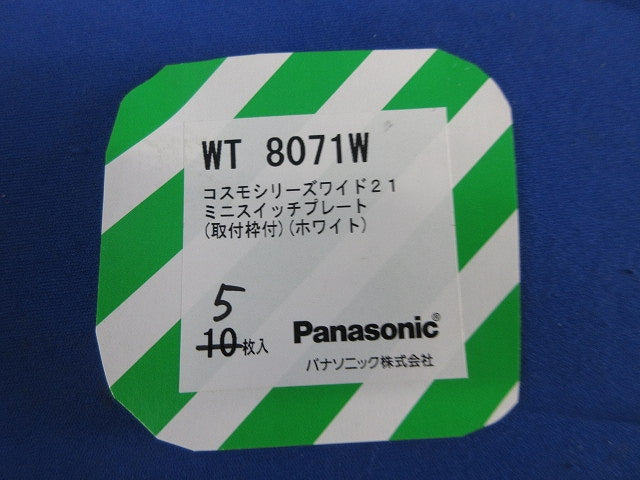 WT 8071W
コスモシリーズワイド21
ミニスイッチプレート
(取付枠付)(ホワイト)
5
10枚入
Panasonic®
パナソニック株式会社